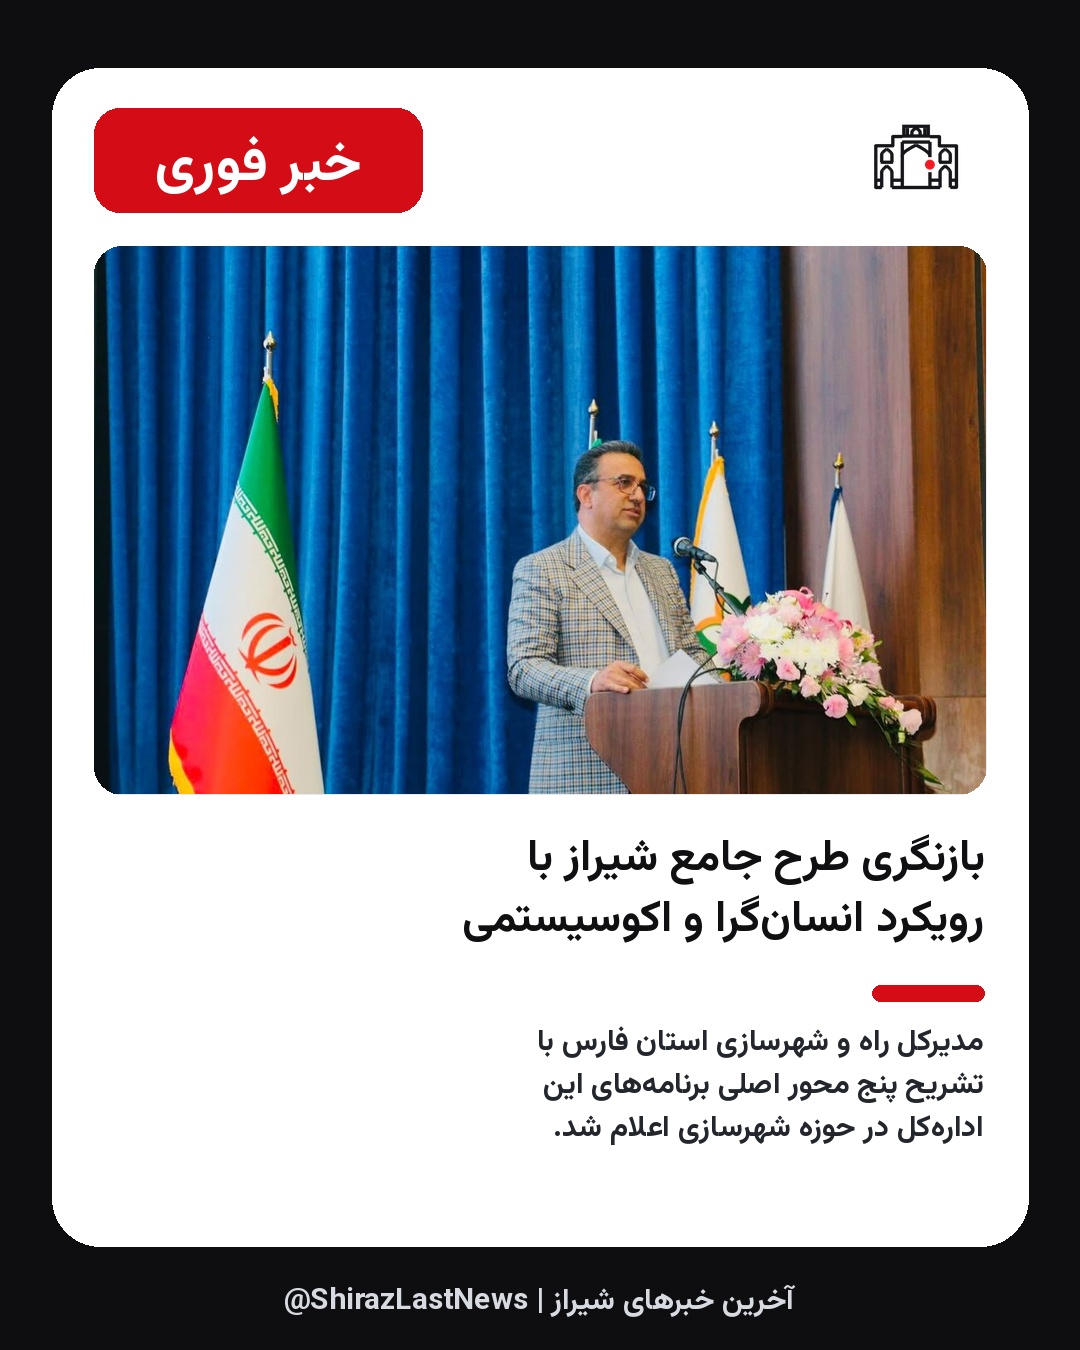 خبر فوری
بازنگری طرح جامع شیراز با
رویکرد انسان‌گرا و اکوسیستمی
مدیرکل راه و شهرسازی استان فارس با
تشریح پنج محور اصلی برنامه‌های این
اداره‌کل در حوزه شهرسازی اعلام شد.
آخرین خبرهای شیراز | @ShirazLastNews